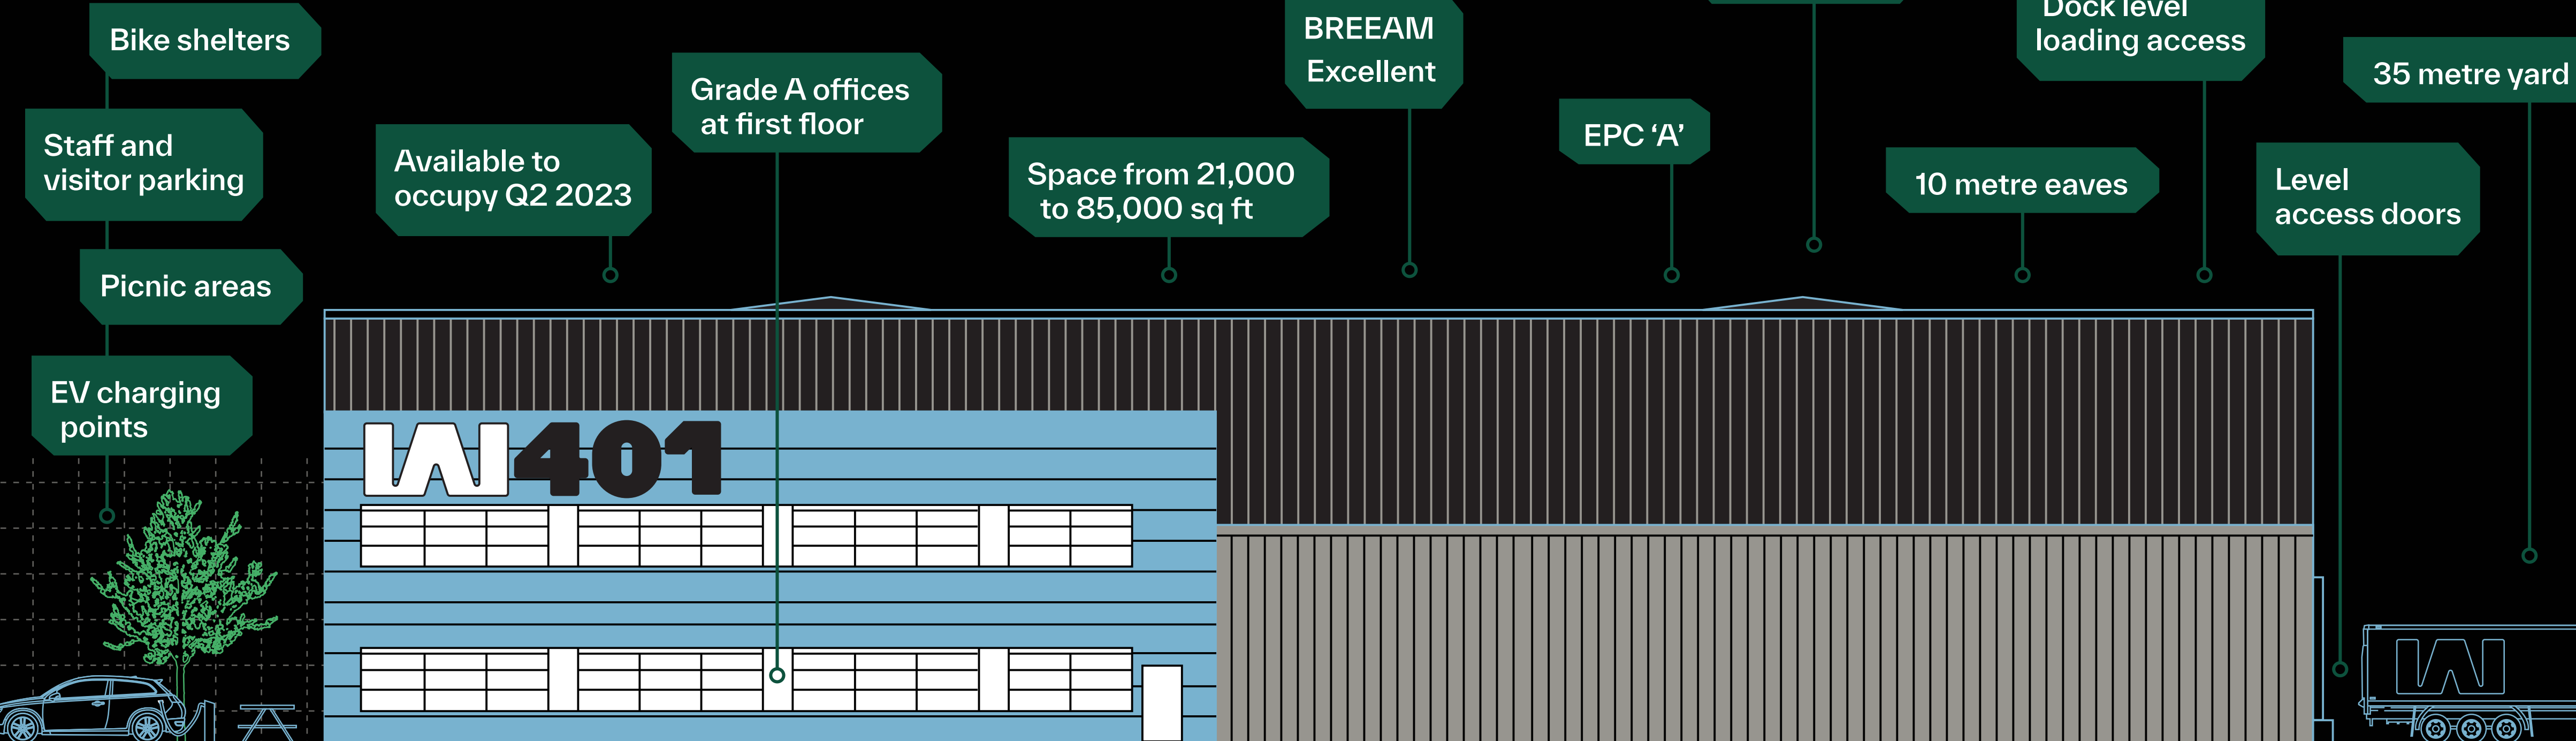 Bike shelters
Staff and
visitor parking
Picnic areas
EV charging
points
Available to
occupy Q2 2023
Grade A offices
at first floor
Space from 21,000
to 85,000 sq ft
BREEAM
Excellent
EPC ‘A’
10 metre eaves
Dock level
loading access
Level
access doors
35 metre yard
W401
W